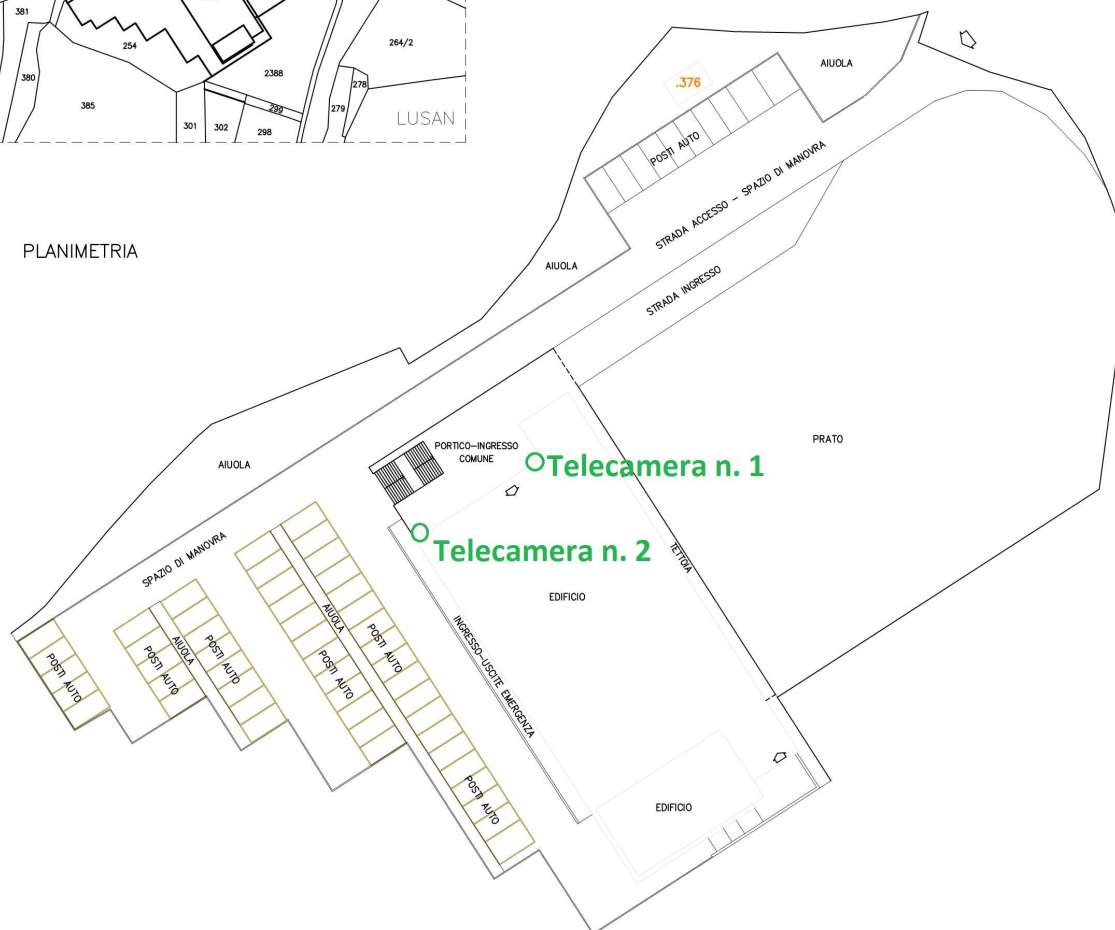 381
254
264/2
380
385
2388
278
279
299
301
302
298
LUSAN
PLANIMETRIA
.376
AIUOLA
POSTI AUTO
STRADA ACCESSO - SPAZIO DI MANOVRA
AIUOLA
STRADA INGRESSO
PRATO
AIUOLA
PORTICO-INGRESSO
COMUNE
Telecamera n. 1
Telecamera n. 2
SPAZIO DI MANOVRA
TETTOIA
EDIFICIO
INGRESSO-USCITE EMERGENZA
AIUOLA
POSTI AUTO
POSTI AUTO
AIUOLA
POSTI AUTO
POSTI AUTO
POSTI AUTO
POSTI AUTO
EDIFICIO